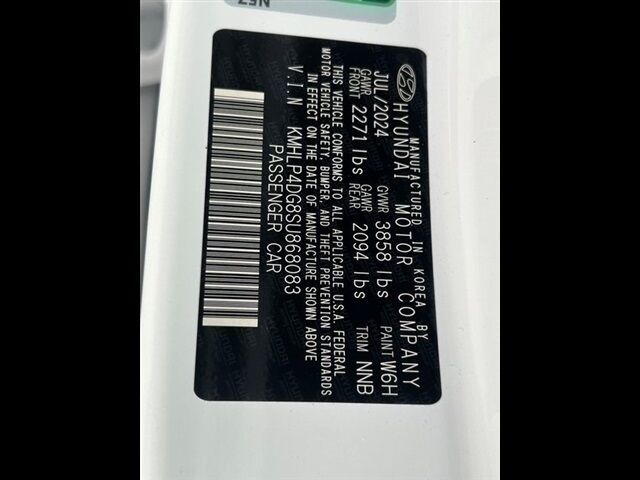 N57
MANUFACTURED IN KOREA BY
HYUNDAI MOTOR COMPANY
JUL/2024 GVWR 3858 lbs PAINT W6H
GAWR FRONT 2271 lbs GAWR REAR 2094 lbs TRIM NNB
THIS VEHICLE CONFORMS TO ALL APPLICABLE U.S.A. FEDERAL
MOTOR VEHICLE SAFETY, BUMPER, AND THEFT PREVENTION STANDARDS
IN EFFECT ON THE DATE OF MANUFACTURE SHOWN ABOVE
V.I.N KMHLP4DG8SU868083
PASSENGER CAR